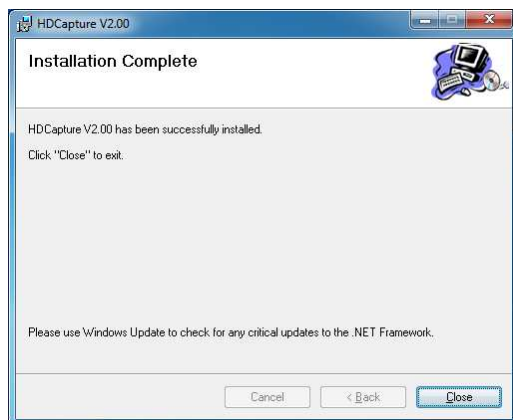 HDCapture V2.00
Installation Complete
HDCapture V2.00 has been successfully installed.
Click "Close" to exit.
Please use Windows Update to check for any critical updates to the .NET Framework.
Cancel
< Back
Close